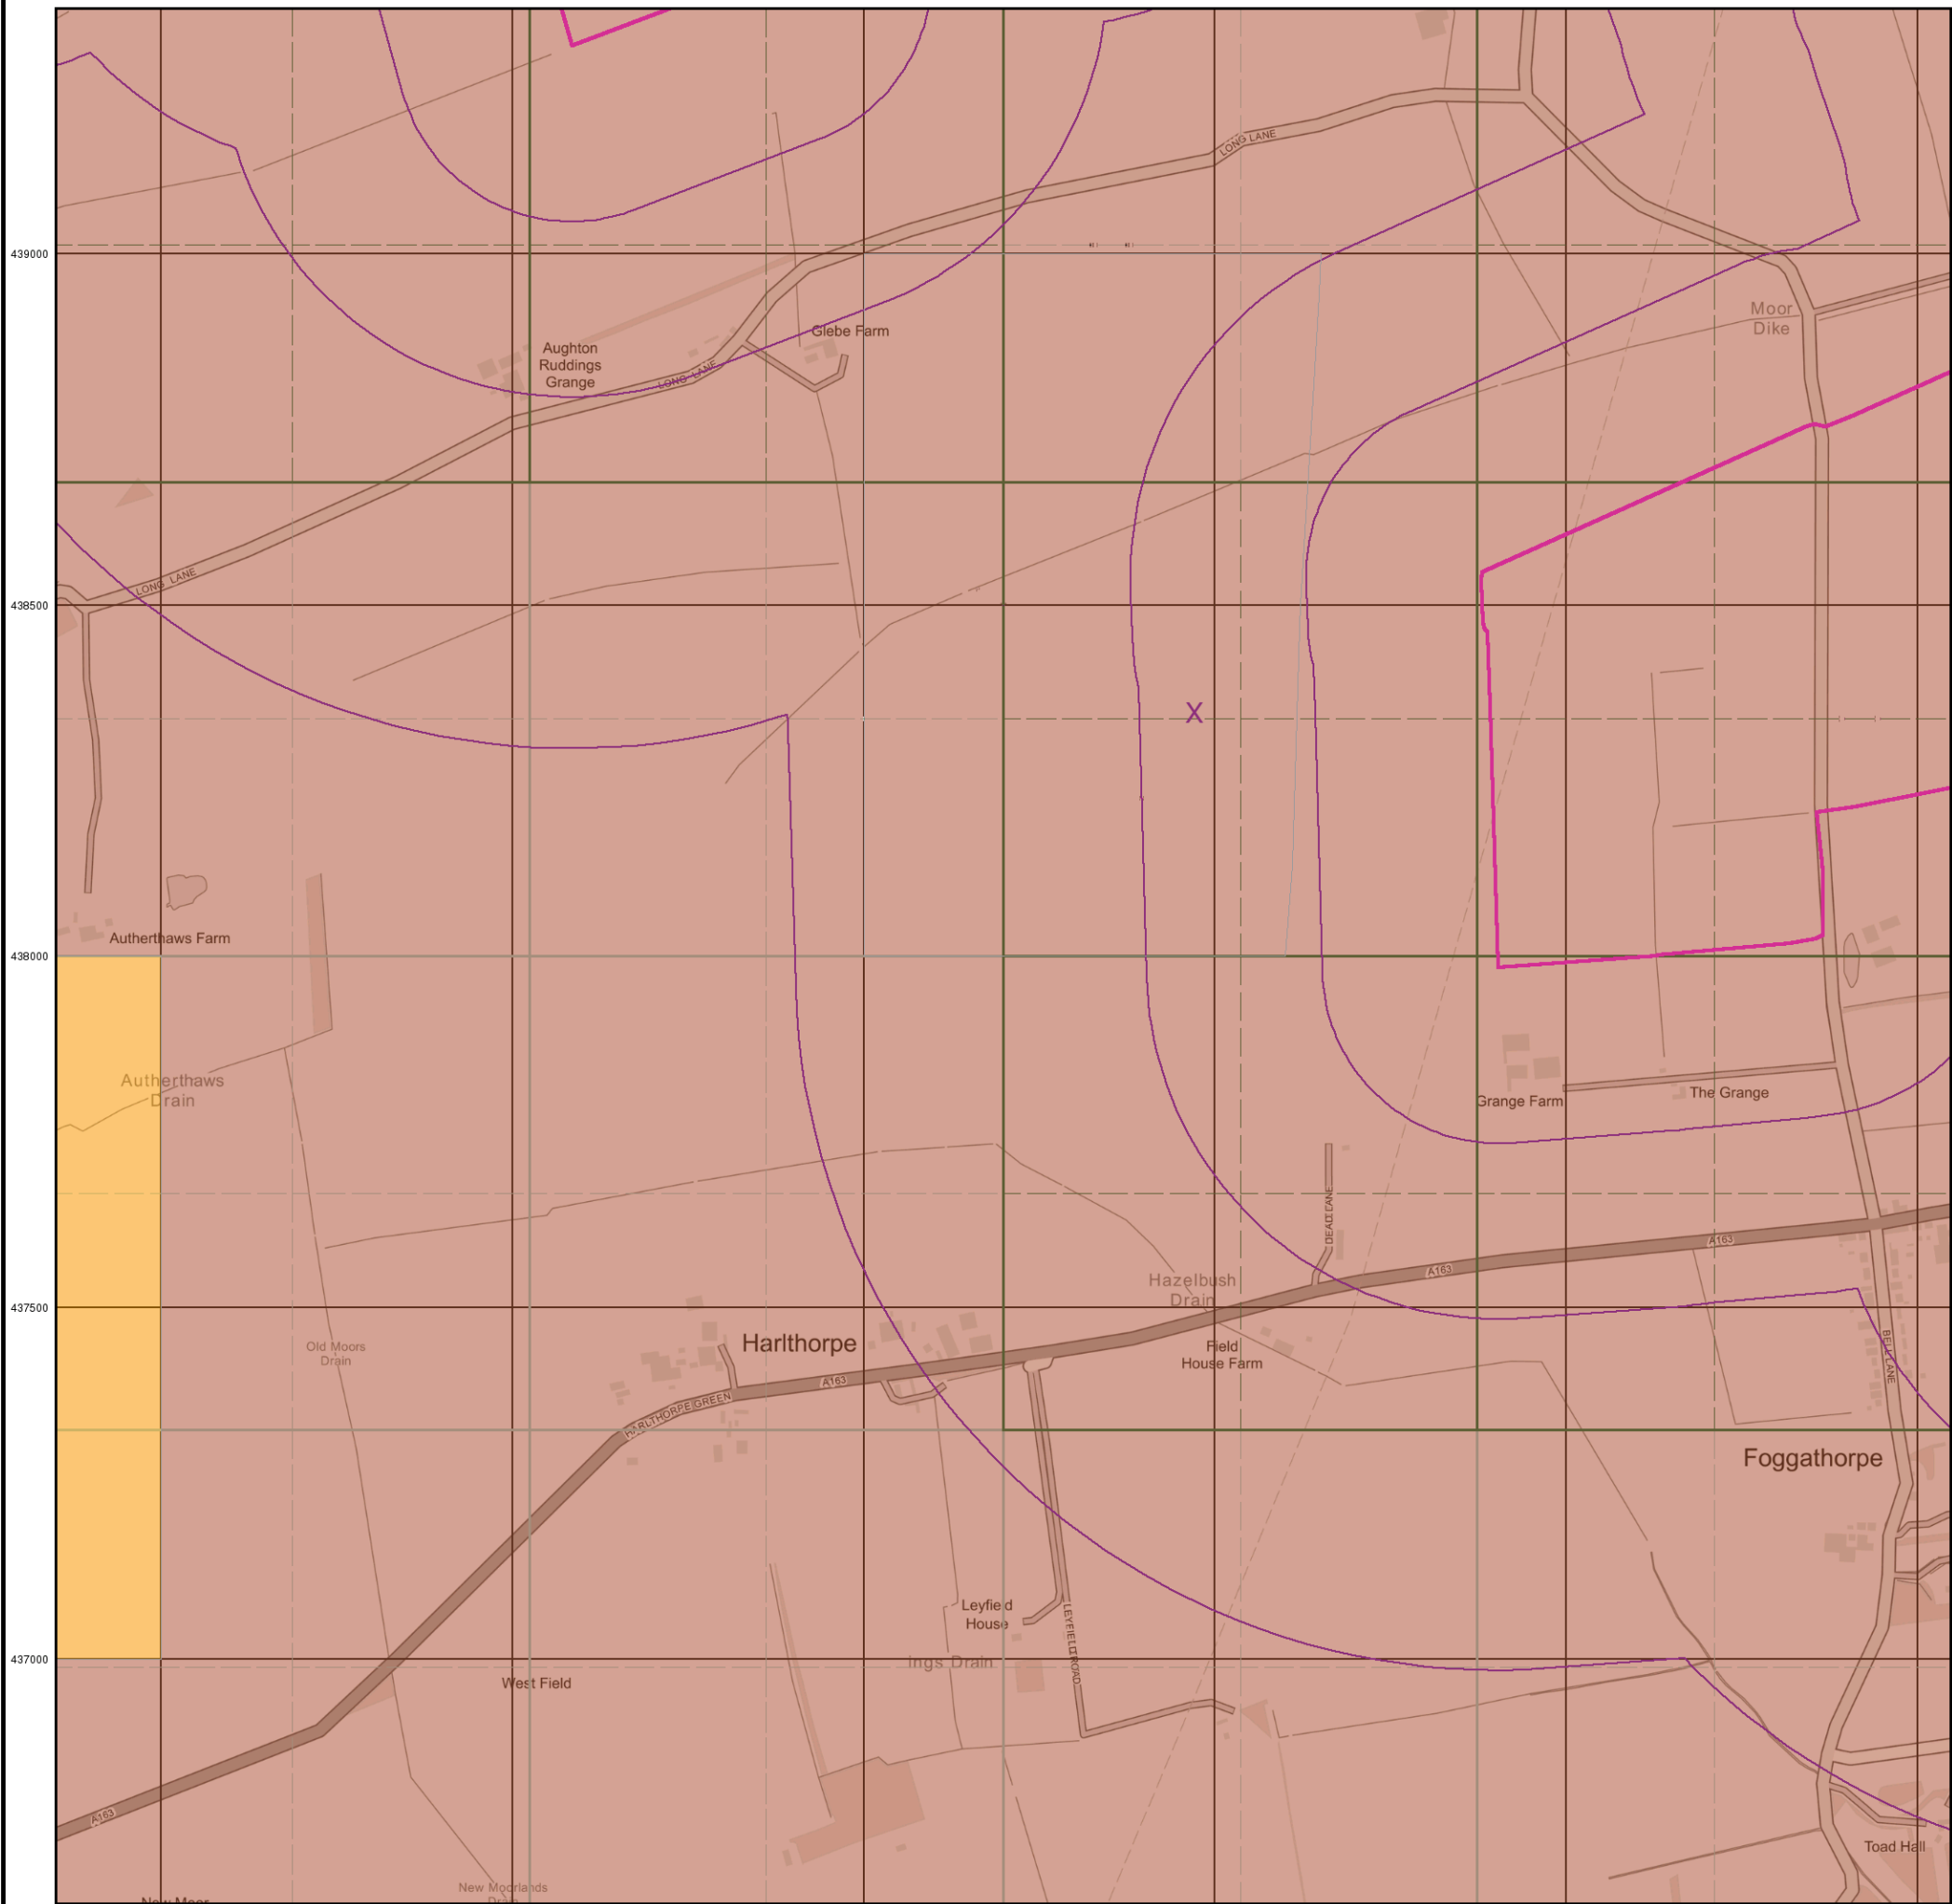 LONG LANE
439000
Moor
Dike
Glebe Farm
Aughton
Ruddings
Grange
LONG LANE
LONG LANE
438500
X
Autherthaws Farm
438000
Autherthaws
Drain
Grange Farm
The Grange
DEAD LANE
A163
A163
Hazelbush
Drain
437500
Old Moors
Drain
Harlthorpe
Field
House Farm
BELL LANE
A163
HARLTHORPE GREEN
Foggathorpe
Leyfield
House
LEYFIELD ROAD
437000
Ings Drain
West Field
A163
Toad Hall
New Moorlands
Drain
New Moor